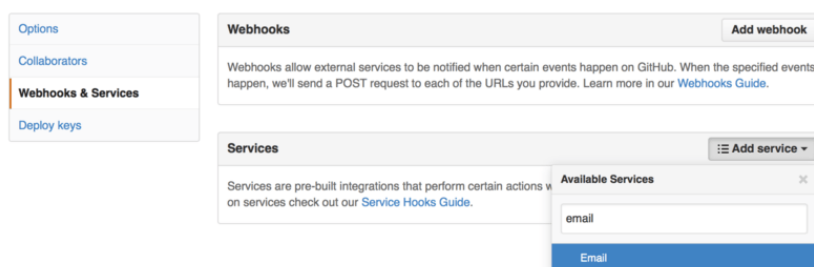 Options
Collaborators
Webhooks & Services
Deploy keys
Webhooks
Add webhook
Webhooks allow external services to be notified when certain events happen on GitHub. When the specified events
happen, we'll send a POST request to each of the URLs you provide. Learn more in our Webhooks Guide.
Services
Add service
Services are pre-built integrations that perform certain actions
on services check out our Service Hooks Guide.
Available Services
email
Email